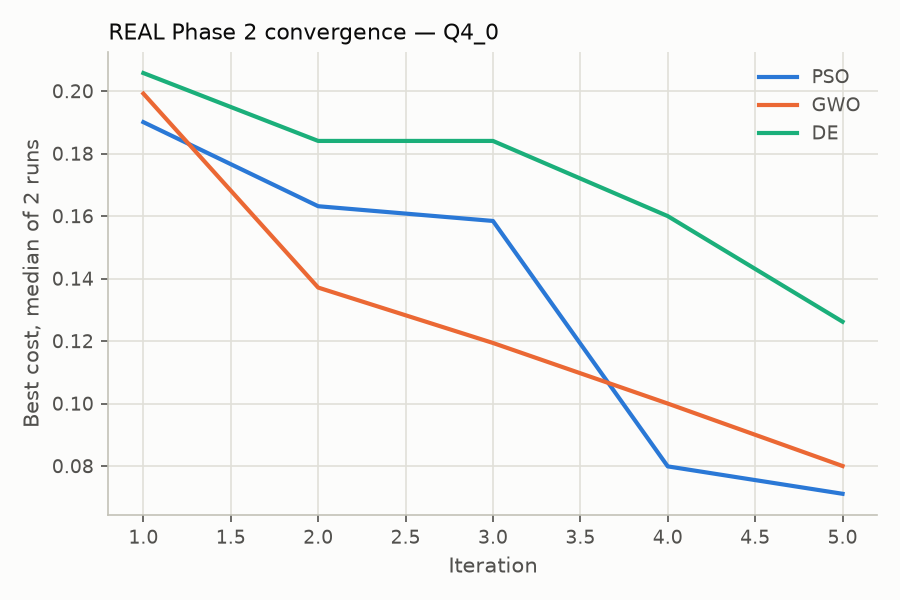 REAL Phase 2 convergence — Q4_0
PSO
GWO
DE
Best cost, median of 2 runs
0.20
0.18
0.16
0.14
0.12
0.10
0.08
1.0 1.5 2.0 2.5 3.0 3.5 4.0 4.5 5.0
Iteration